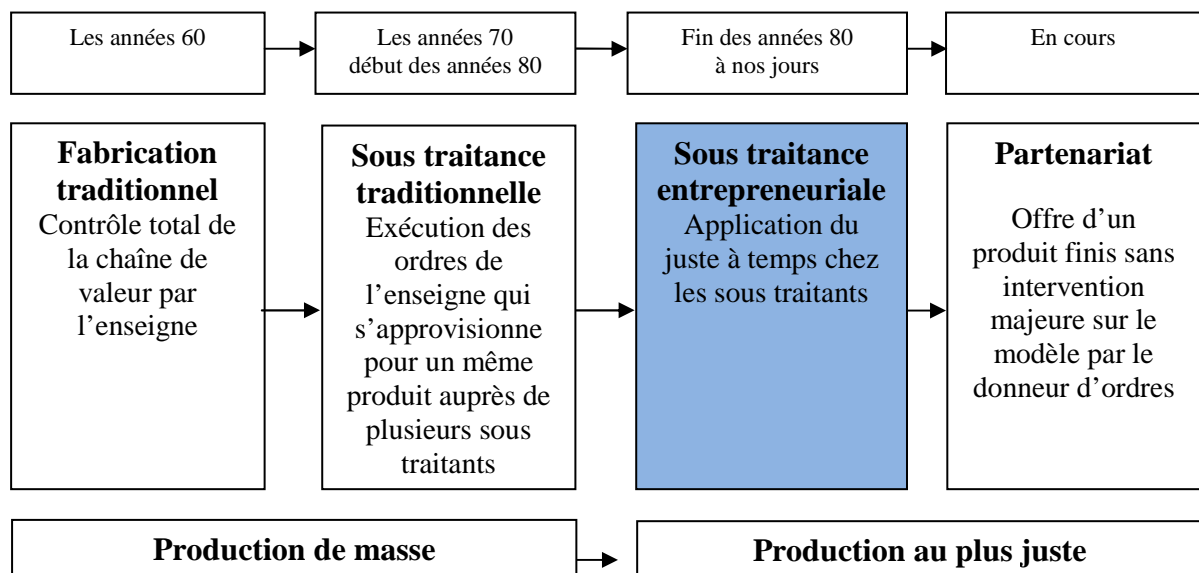 Les années 60
Les années 70
début des années 80
Fin des années 80
à nos jours
En cours
Fabrication
traditionnel
Contrôle total de
la chaîne de
valeur par
l'enseigne
Sous traitance
traditionnelle
Exécution des
ordres de
l'enseigne qui
s'approvisionne
pour un même
produit auprès de
plusieurs sous
traitants
Sous traitance
entrepreneuriale
Application du
juste à temps chez
les sous traitants
Partenariat
Offre d'un
produit finis sans
intervention
majeure sur le
modèle par le
donneur d'ordres
Production de masse
Production au plus juste